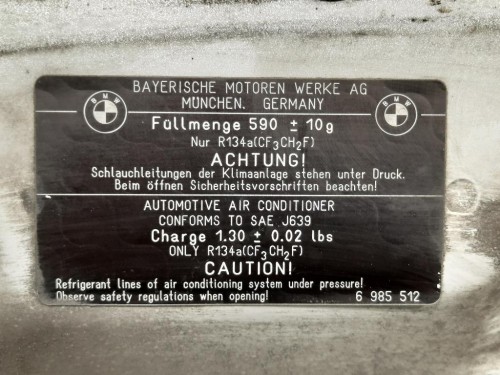 BAYERISCHE MOTOREN WERKE AG
MÜNCHEN. GERMANY
BMW
BMW
Füllmenge 590 ± 10g
Nur R134a(CF₃CH₂F)
ACHTUNG!
Schlauchleitungen der Klimaanlage stehen unter Druck.
Beim öffnen Sicherheitsvorschriften beachten!
AUTOMOTIVE AIR CONDITIONER
CONFORMS TO SAE J639
Charge 1.30 ± 0.02 lbs
ONLY R134a(CF₃CH₂F)
CAUTION!
Refrigerant lines of air conditioning system under pressure!
Observe safety regulations when opening! 6 985 512